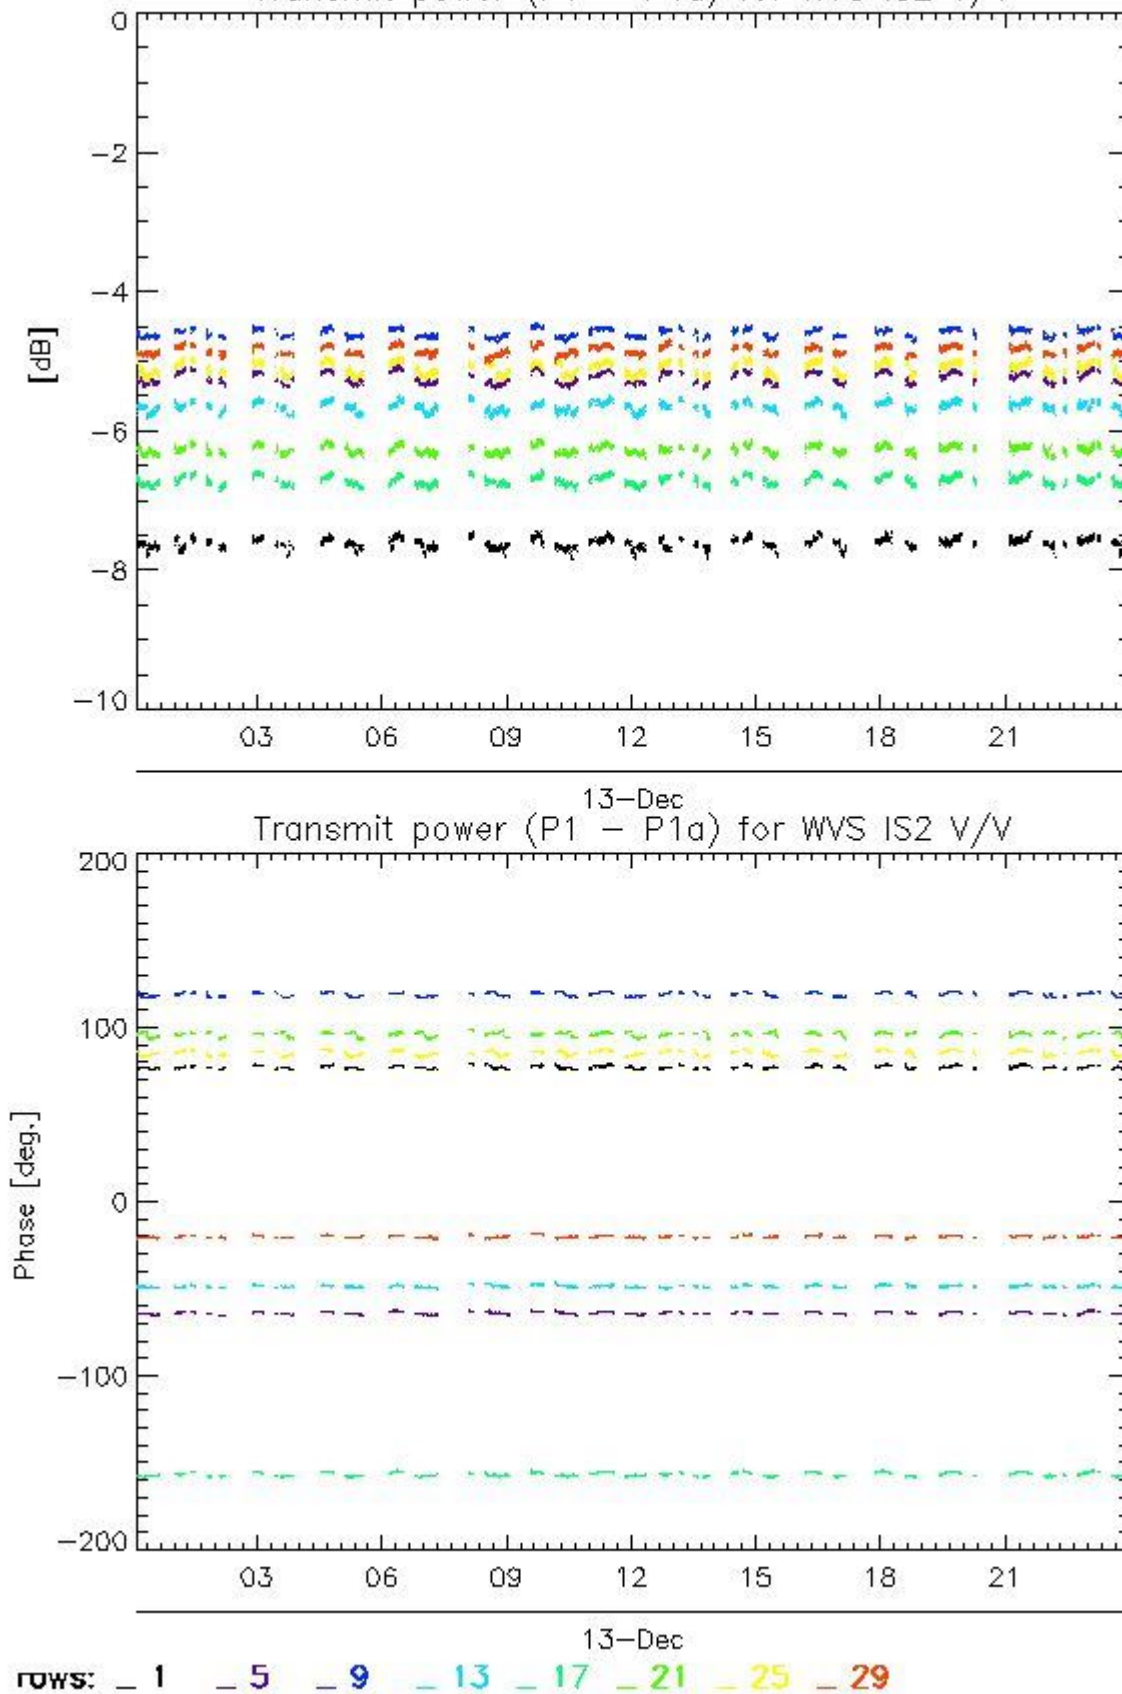 0
-2
-4
[dB]
-6
-8
-10
03 06 09 12 15 18 21
13-Dec
Transmit power (P1 - P1a) for WVS IS2 V/V
200
100
0
Phase [deg.]
-100
-200
03 06 09 12 15 18 21
13-Dec
rows: _ 1 _ 5 _ 9 _ 13 _ 17 _ 21 _ 25 _ 29